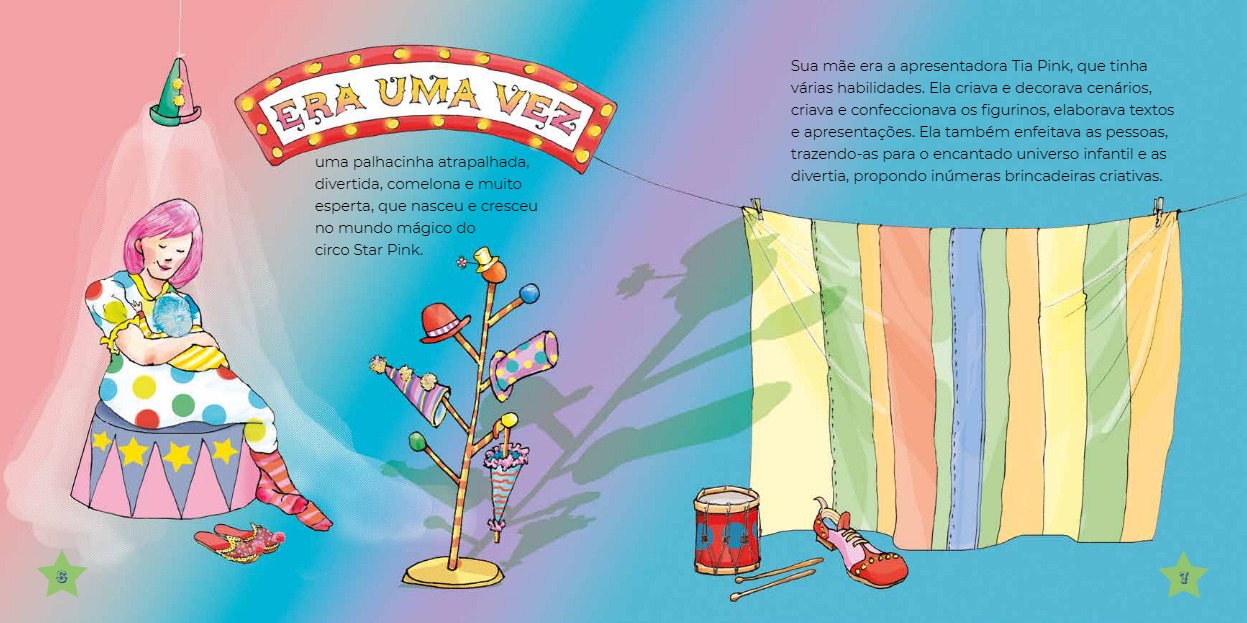 ERA UMA VEZ
uma palhacinha atrapalhada,
divertida, comelona e muito
esperta, que nasceu e cresceu
no mundo mágico do
circo Star Pink.
6
Sua mãe era a apresentadora Tia Pink, que tinha
várias habilidades. Ela criava e decorava cenários,
criava e confeccionava os figurinos, elaborava textos
e apresentações. Ela também enfeitava as pessoas,
trazendo-as para o encantado universo infantil e as
divertia, propondo inúmeras brincadeiras criativas.
7